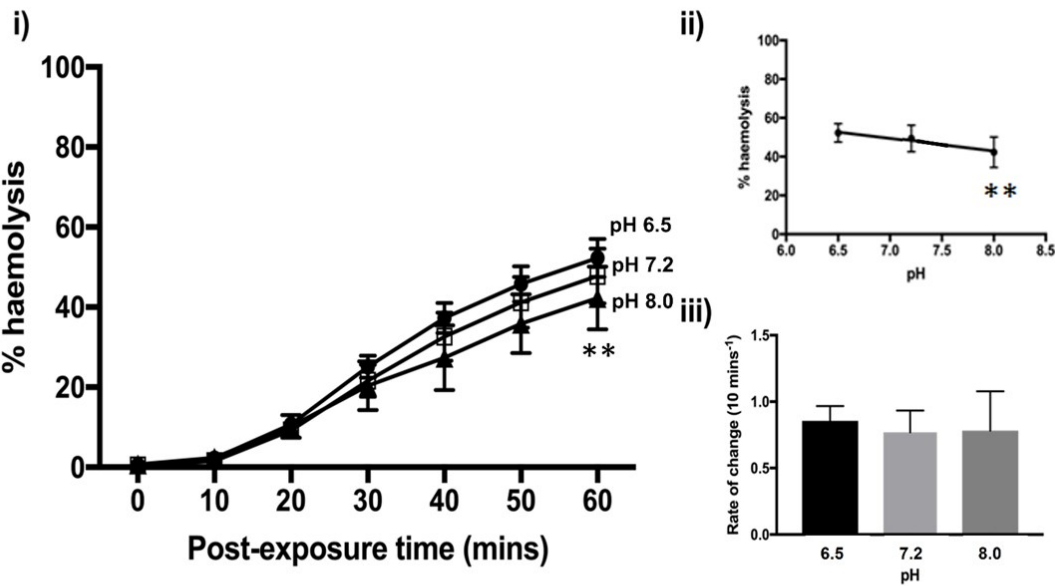 i)
100
80
60
40
20
0
% haemolysis
0 10 20 30 40 50 60
Post-exposure time (mins)
pH 6.5
pH 7.2
pH 8.0
**
ii)
100
80
60
40
20
0
% haemolysis
6.0 6.5 7.0 7.5 8.0 8.5
pH
**
iii)
1.5
1.0
0.5
0.0
Rate of change (10 mins⁻¹)
6.5 7.2 8.0
pH